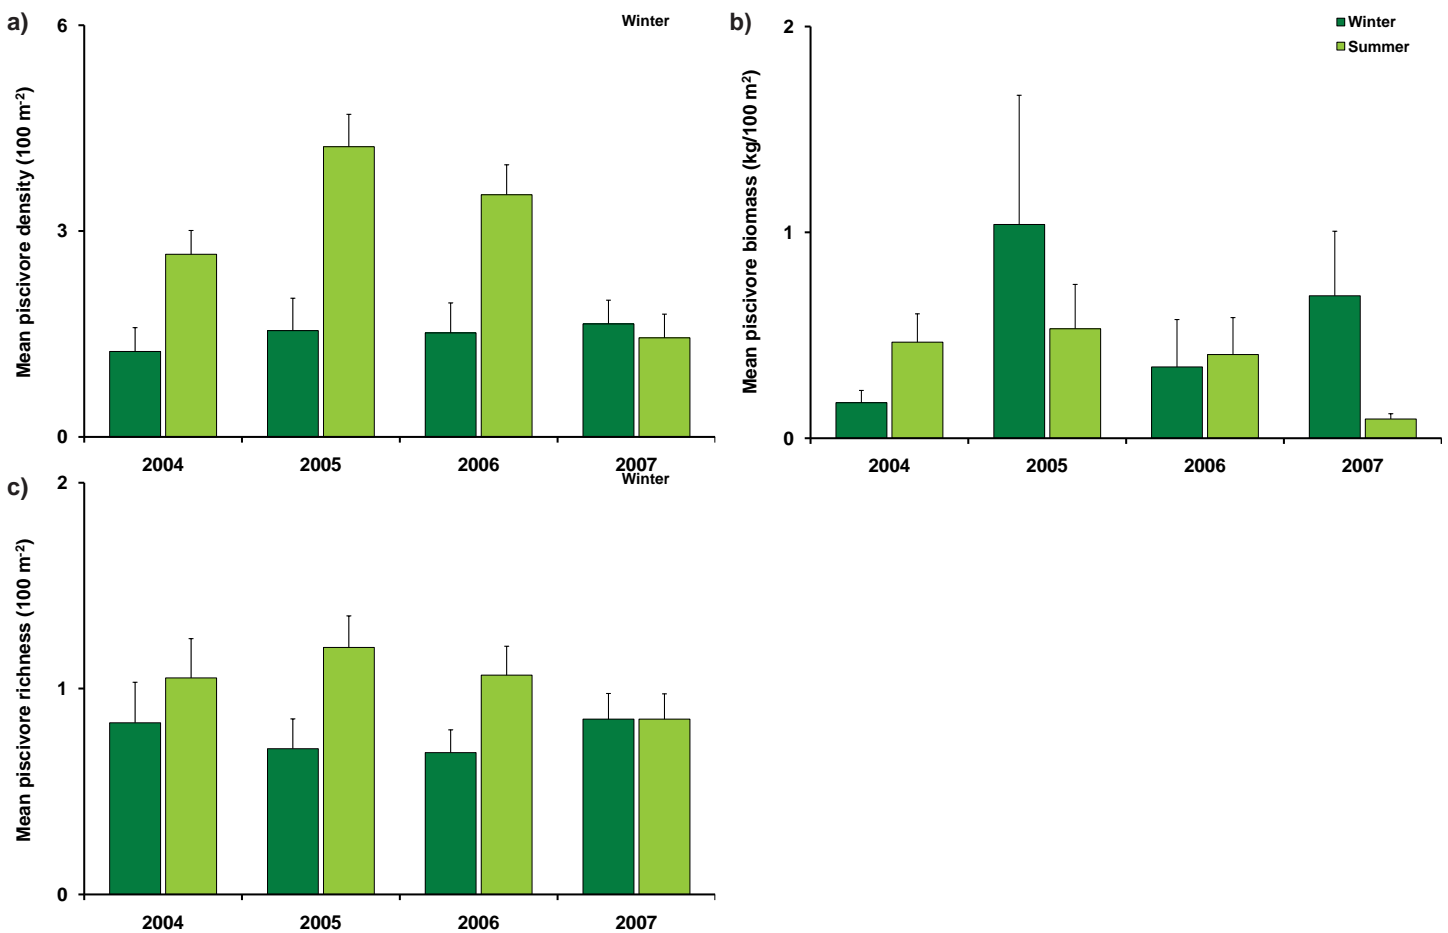 a)
Winter
6
3
0
Mean piscivore density (100 m-2)
2004 2005 2006 2007
b)
Winter
Summer
2
1
0
Mean piscivore biomass (kg/100 m2)
2004 2005 2006 2007
c)
Winter
2
1
0
Mean piscivore richness (100 m-2)
2004 2005 2006 2007